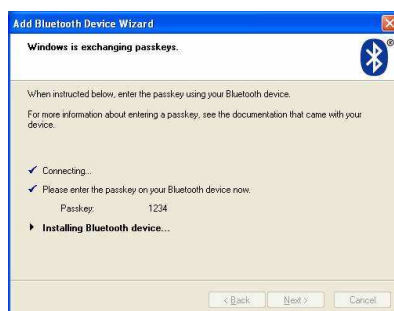 Add Bluetooth Device Wizard
Windows is exchanging passkeys.
When instructed below, enter the passkey using your Bluetooth device.
For more information about entering a passkey, see the documentation that came with your
device.
Connecting...
Please enter the passkey on your Bluetooth device now.
Passkey: 1234
Installing Bluetooth device...
< Back Next > Cancel